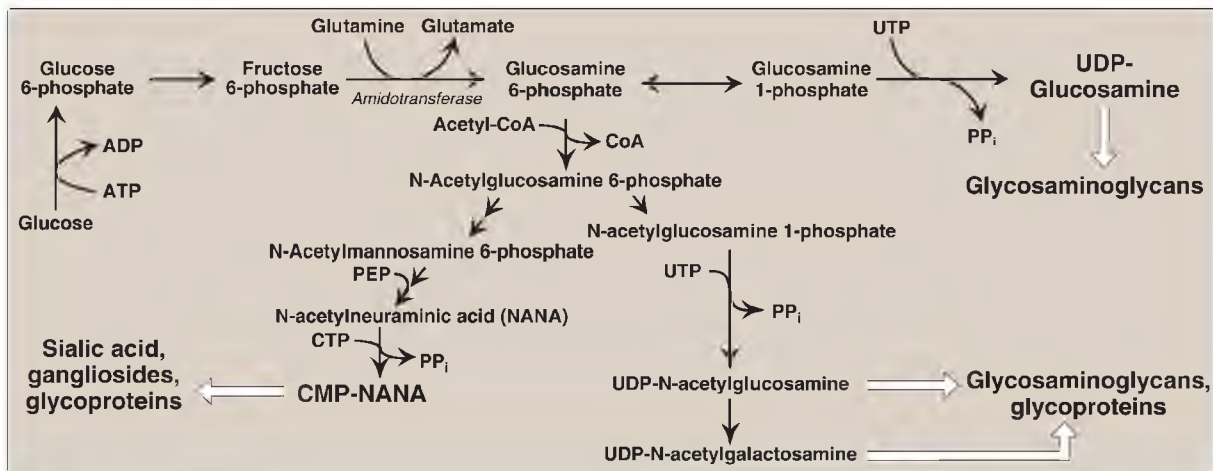 Glucose
6-phosphate
Fructose
6-phosphate
Glutamine
Glutamate
Amidotransferase
Glucosamine
6-phosphate
Glucosamine
1-phosphate
UTP
PPi
UDP-
Glucosamine
Glycosaminoglycans
ADP
ATP
Glucose
Acetyl-CoA
CoA
N-Acetylglucosamine 6-phosphate
N-Acetylmannosamine 6-phosphate
PEP
N-acetylneuraminic acid (NANA)
CTP
PPi
CMP-NANA
Sialic acid,
gangliosides,
glycoproteins
N-acetylglucosamine 1-phosphate
UTP
PPi
UDP-N-acetylglucosamine
UDP-N-acetylgalactosamine
Glycosaminoglycans,
glycoproteins